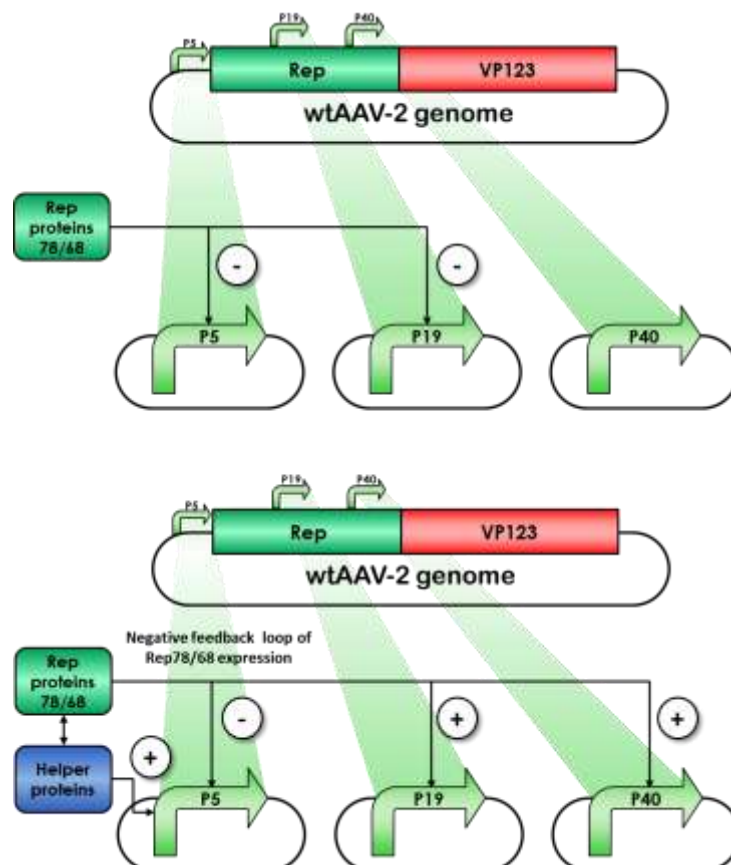 P5
P19
P40
Rep
VP123
wtAAV-2 genome
Rep
proteins
78/68
-
-
P5
P19
P40
P5
P19
P40
Rep
VP123
wtAAV-2 genome
Negative feedback loop of
Rep78/68 expression
Rep
proteins
78/68
-
+
+
Helper
proteins
+
P5
P19
P40